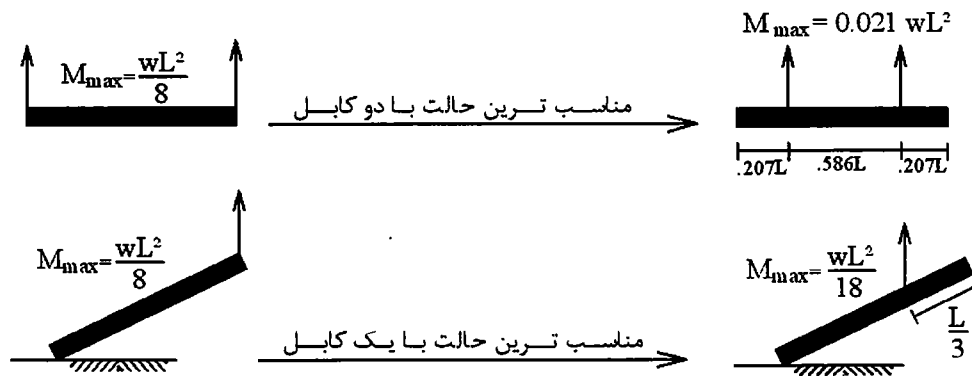 M max = 0.021 wL²
Mmax= wL²/8
مناسب ترین حالت با دو کابل
.207L .586L .207L
Mmax= wL²/8
Mmax= wL²/18
مناسب ترین حالت با یک کابل
L/3